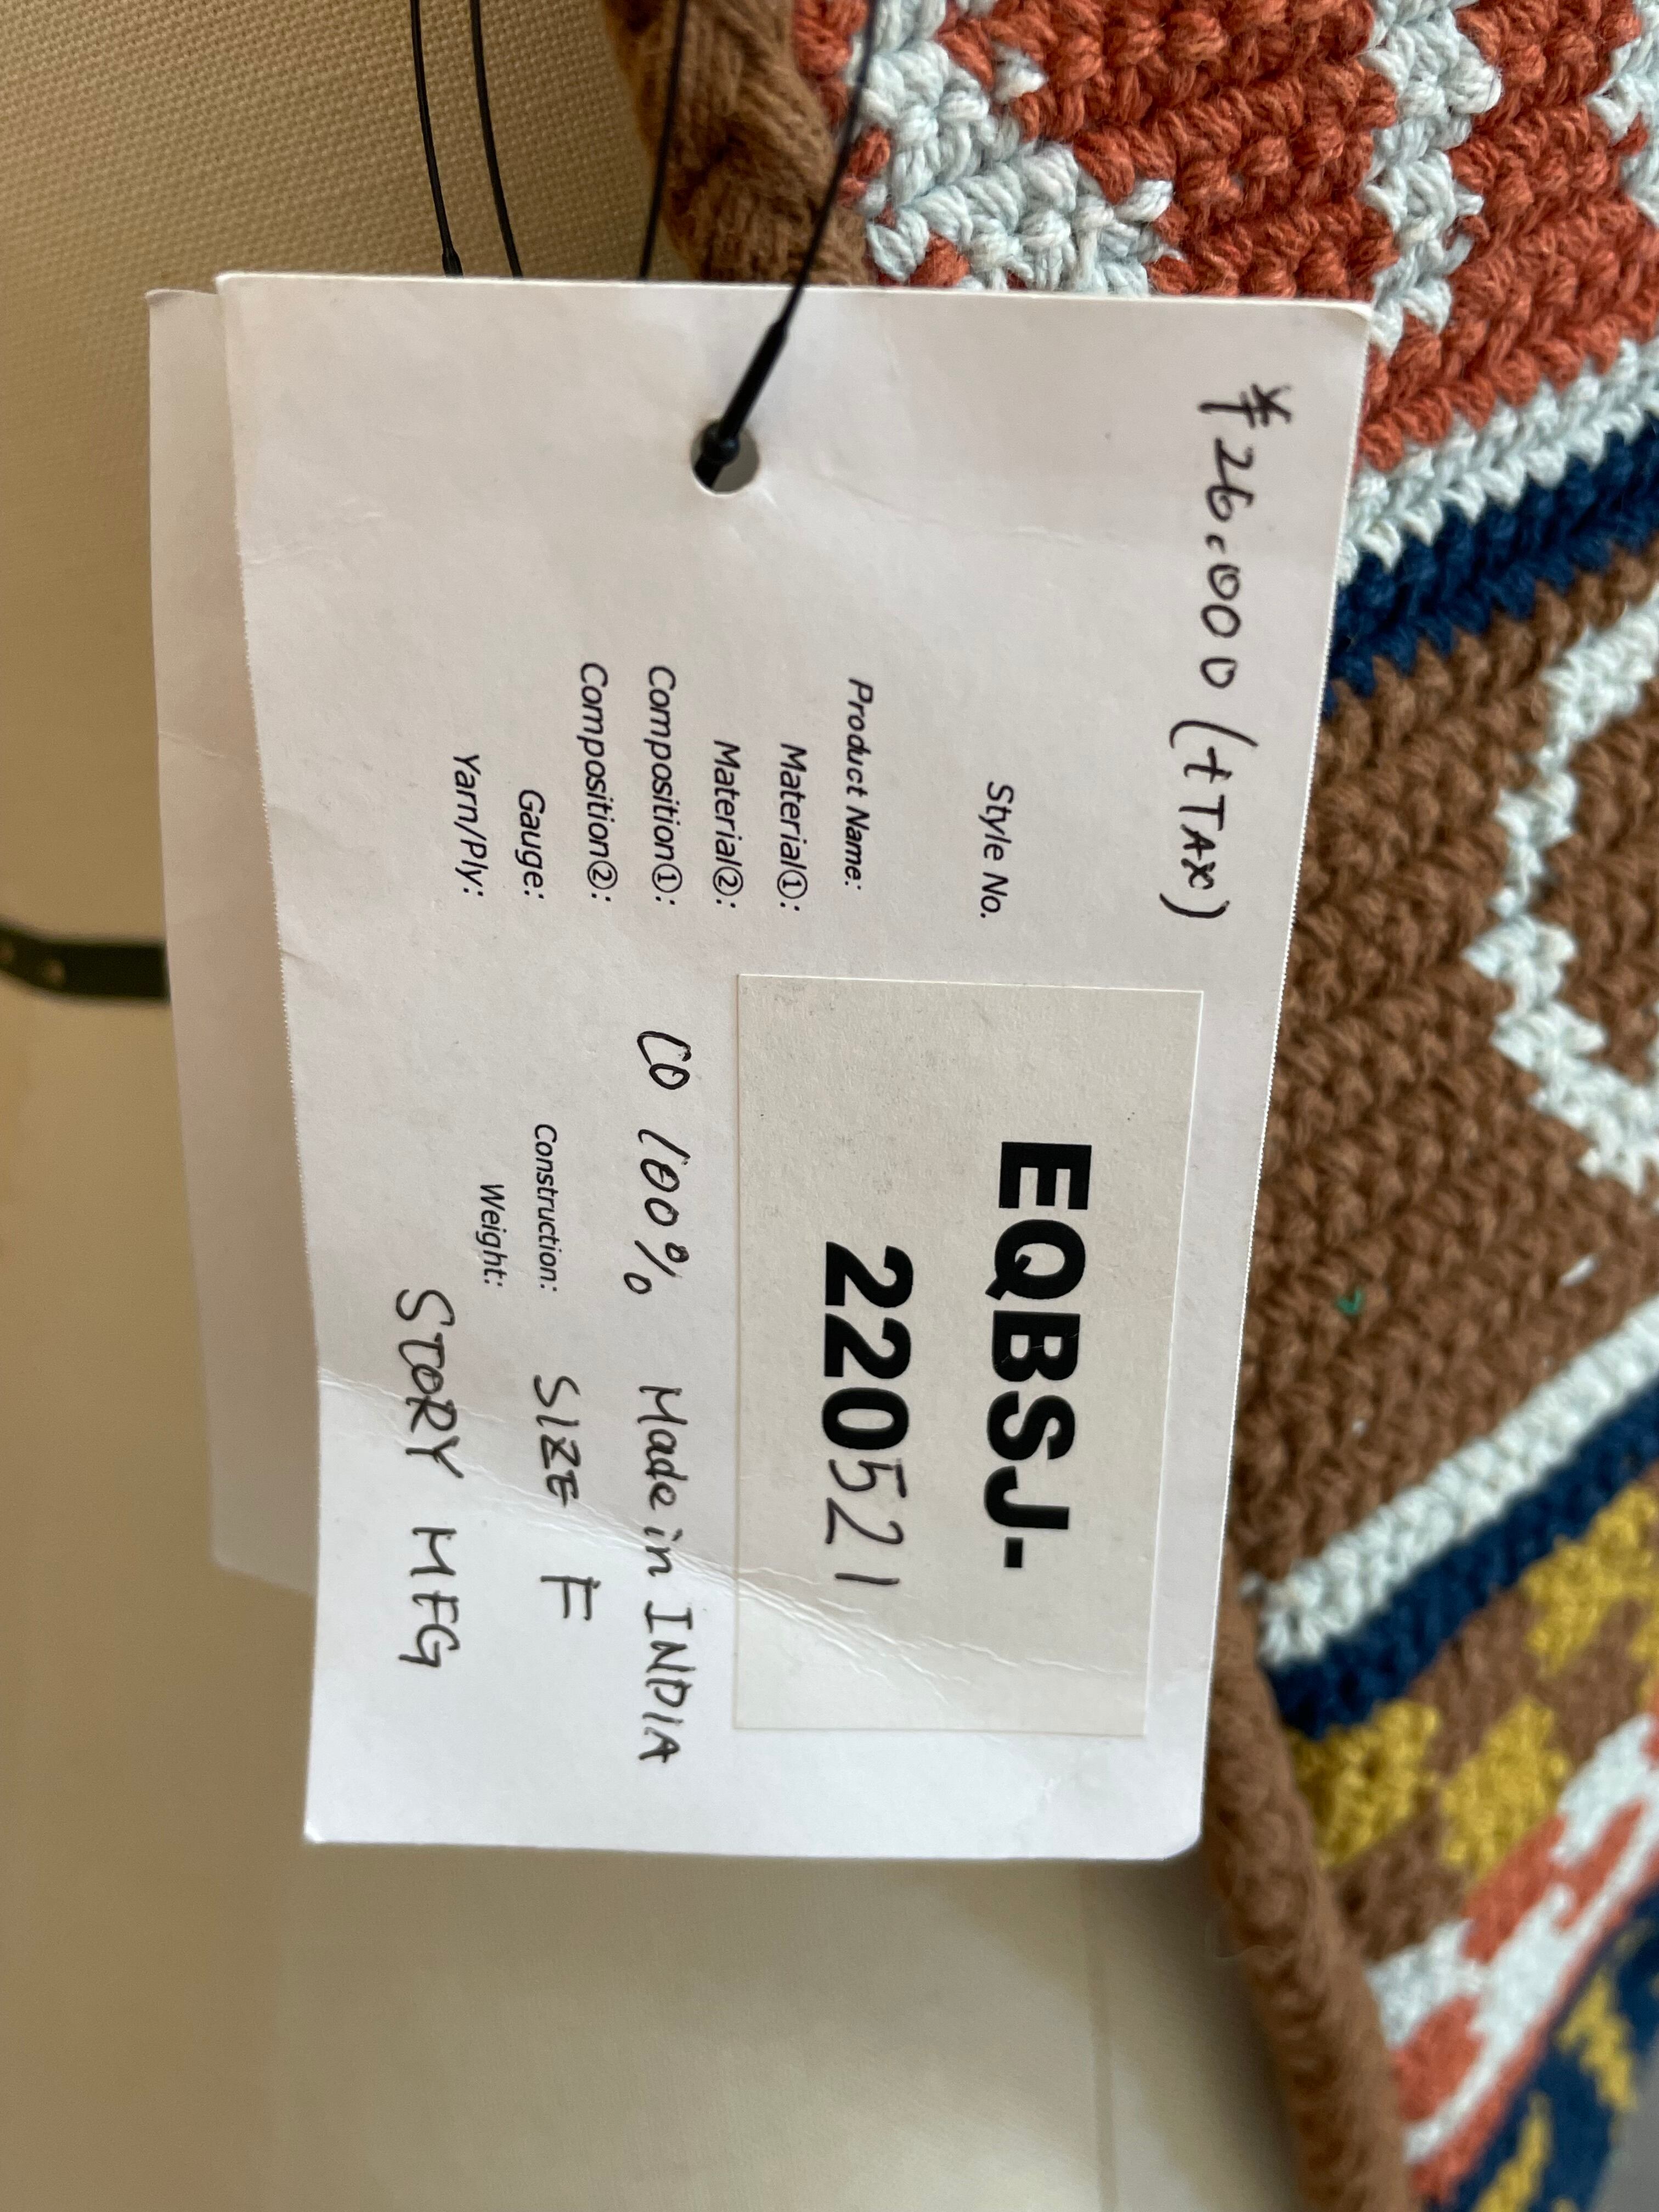 ¥26,000 (+TAX)
Style No.
EQBSJ-
220521
Product Name:
Material①:
Material②:
Composition①: CO 100% Made in INDIA
Composition②:
Gauge: Construction: SIZE F
Yarn/Ply: Weight:
STORY MFG